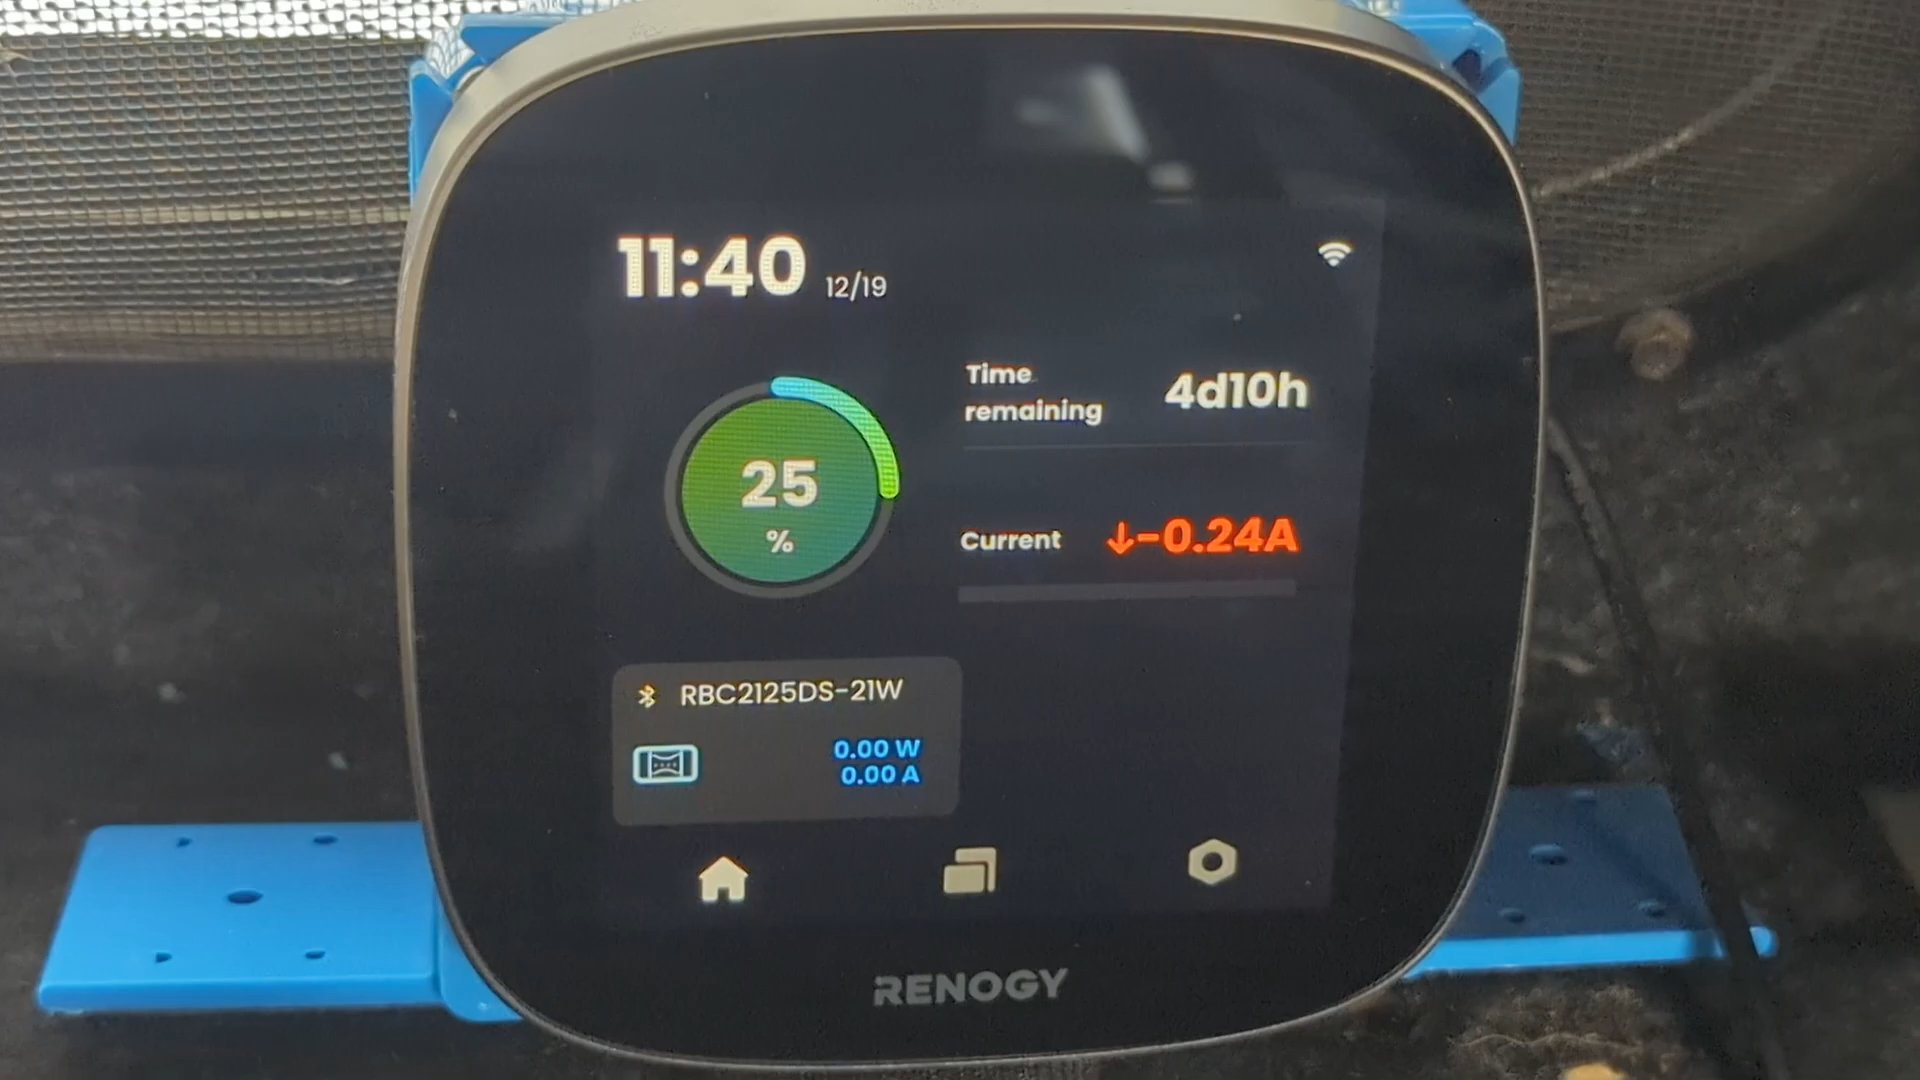 11:40 12/19
Time
remaining
4d10h
25
%
Current ↓-0.24A
RBC2125DS-21W
0.00 W
0.00 A
RENOGY